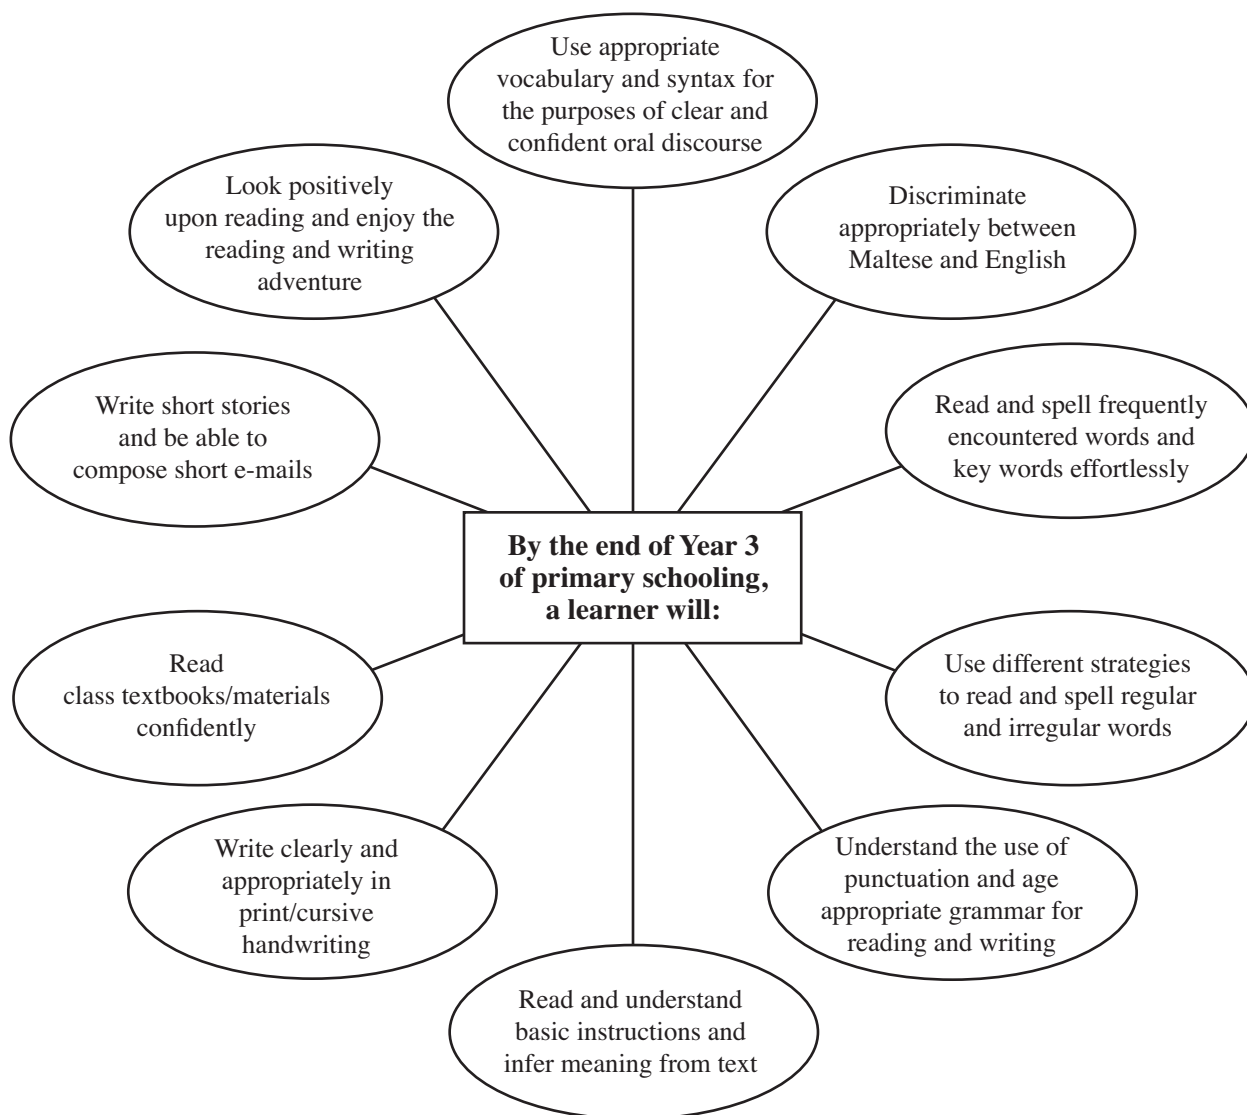 Use appropriate
vocabulary and syntax for
the purposes of clear and
confident oral discourse
Look positively
upon reading and enjoy the
reading and writing
adventure
Discriminate
appropriately between
Maltese and English
Write short stories
and be able to
compose short e-mails
Read and spell frequently
encountered words and
key words effortlessly
By the end of Year 3
of primary schooling,
a learner will:
Read
class textbooks/materials
confidently
Use different strategies
to read and spell regular
and irregular words
Write clearly and
appropriately in
print/cursive
handwriting
Understand the use of
punctuation and age
appropriate grammar for
reading and writing
Read and understand
basic instructions and
infer meaning from text